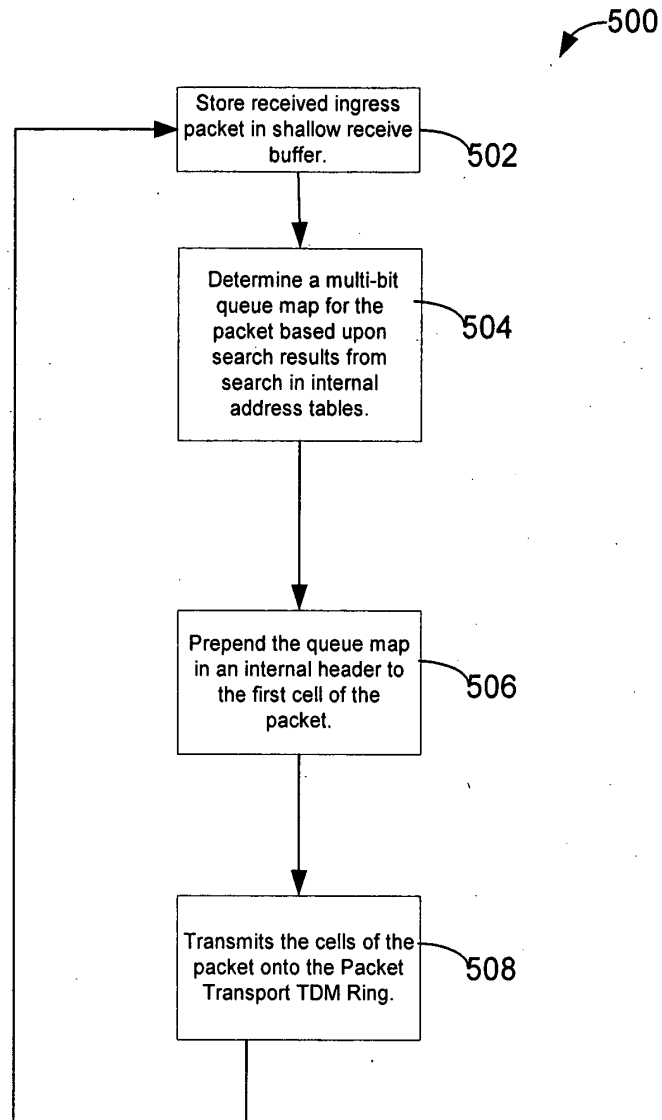 500
Store received ingress
packet in shallow receive
buffer.
502
Determine a multi-bit
queue map for the
packet based upon
search results from
search in internal
address tables.
504
Prepend the queue map
in an internal header to
the first cell of the
packet.
506
Transmits the cells of the
packet onto the Packet
Transport TDM Ring.
508